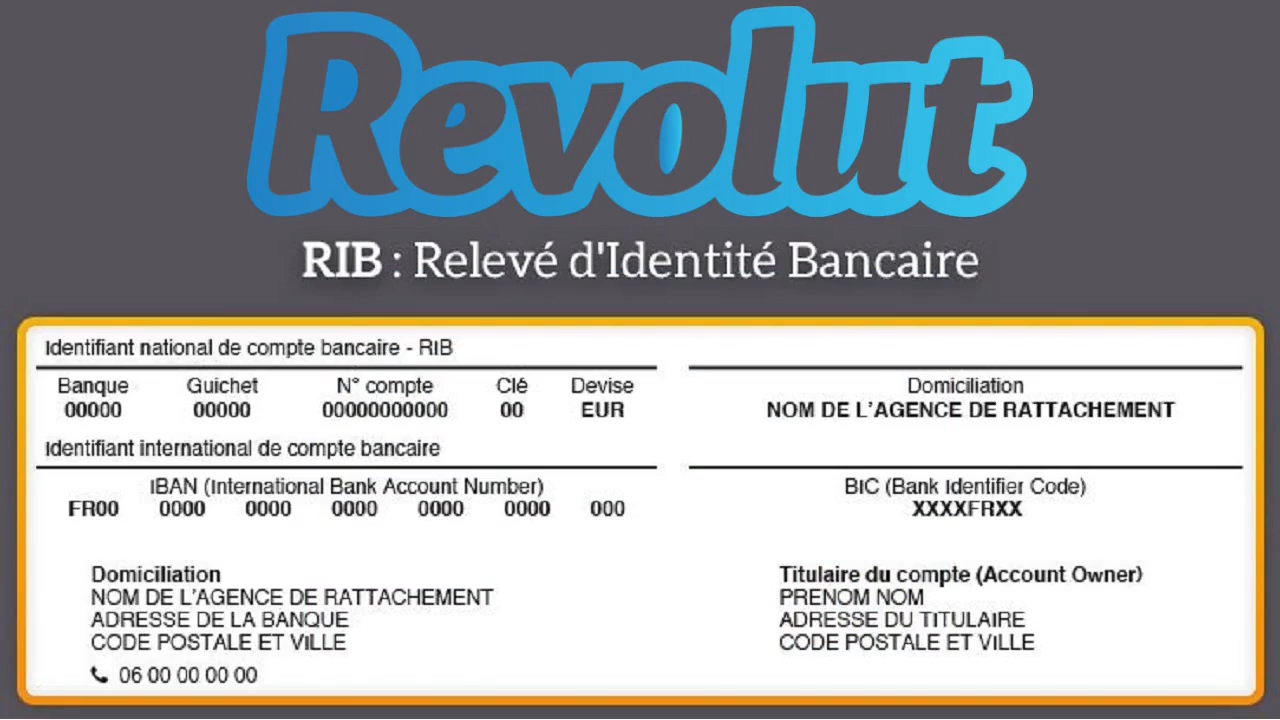 Revolut
RIB : Relevé d'Identité Bancaire
Identifiant national de compte bancaire - RIB
Banque Guichet N° compte Clé Devise Domiciliation
00000 00000 00000000000 00 EUR NOM DE L'AGENCE DE RATTACHEMENT
Identifiant international de compte bancaire
IBAN (International Bank Account Number) BIC (Bank Identifier Code)
FR00 0000 0000 0000 0000 0000 000 XXXXFRXX
Domiciliation
NOM DE L'AGENCE DE RATTACHEMENT
ADRESSE DE LA BANQUE
CODE POSTALE ET VILLE
06 00 00 00 00
Titulaire du compte (Account Owner)
PRENOM NOM
ADRESSE DU TITULAIRE
CODE POSTALE ET VILLE